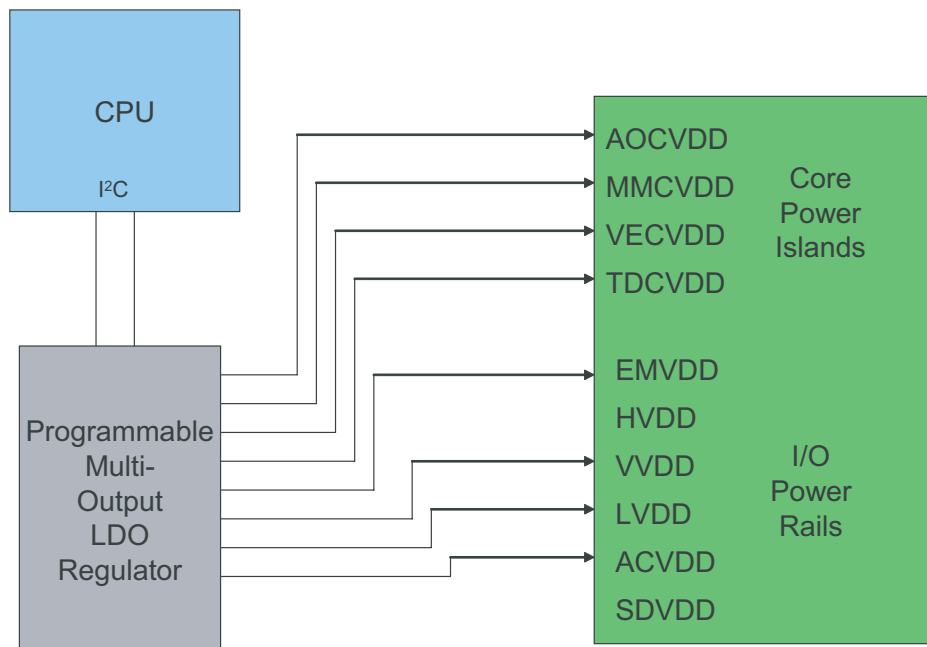 CPU
I²C
Programmable
Multi-
Output
LDO
Regulator
AOCVDD
MMCVDD
VECVDD
TDCVDD
Core
Power
Islands
EMVDD
HVDD
VVDD
LVDD
ACVDD
SDVDD
I/O
Power
Rails